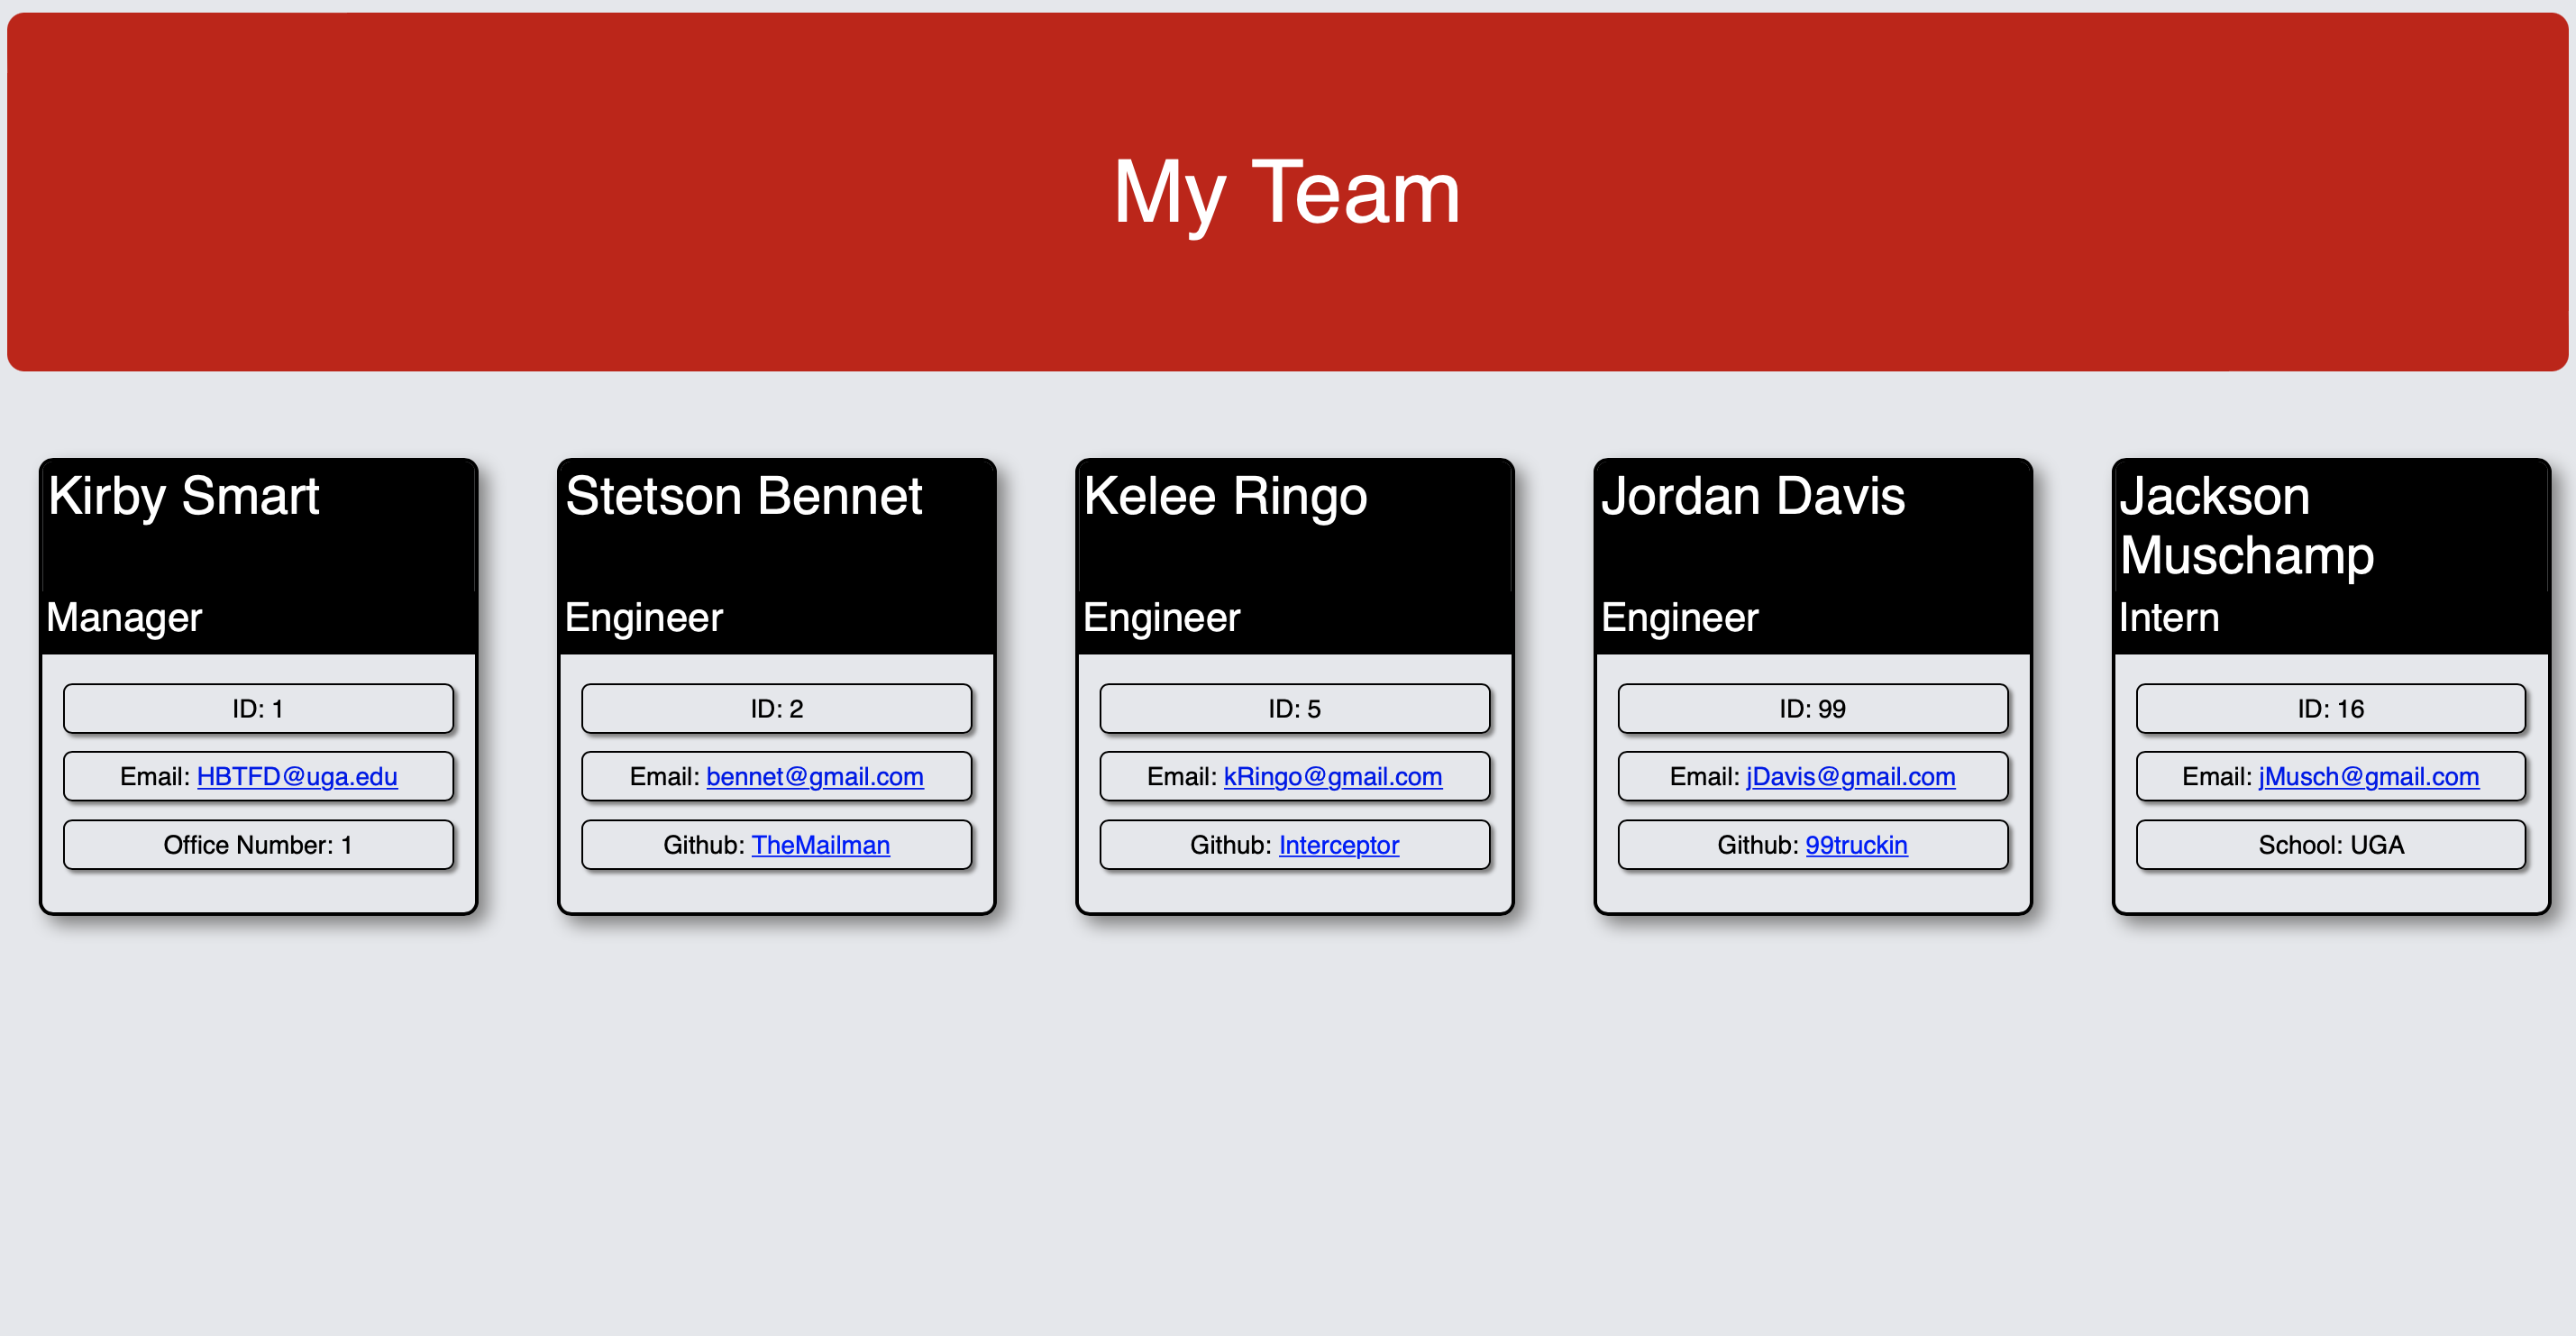 My Team
Kirby Smart
Manager
ID: 1
Email: HBTFD@uga.edu
Office Number: 1
Stetson Bennet
Engineer
ID: 2
Email: bennet@gmail.com
Github: TheMailman
Kelee Ringo
Engineer
ID: 5
Email: kRingo@gmail.com
Github: Interceptor
Jordan Davis
Engineer
ID: 99
Email: jDavis@gmail.com
Github: 99truckin
Jackson
Muschamp
Intern
ID: 16
Email: jMusch@gmail.com
School: UGA